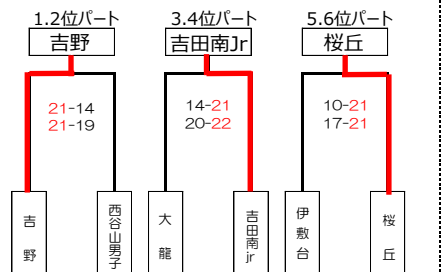 1.2位パート
3.4位パート
5.6位パート
吉野
吉田南Jr
桜丘
21-14
21-19
14-21
20-22
10-21
17-21
吉野
西谷山男子
大龍
吉田南jr
伊敷台
桜丘